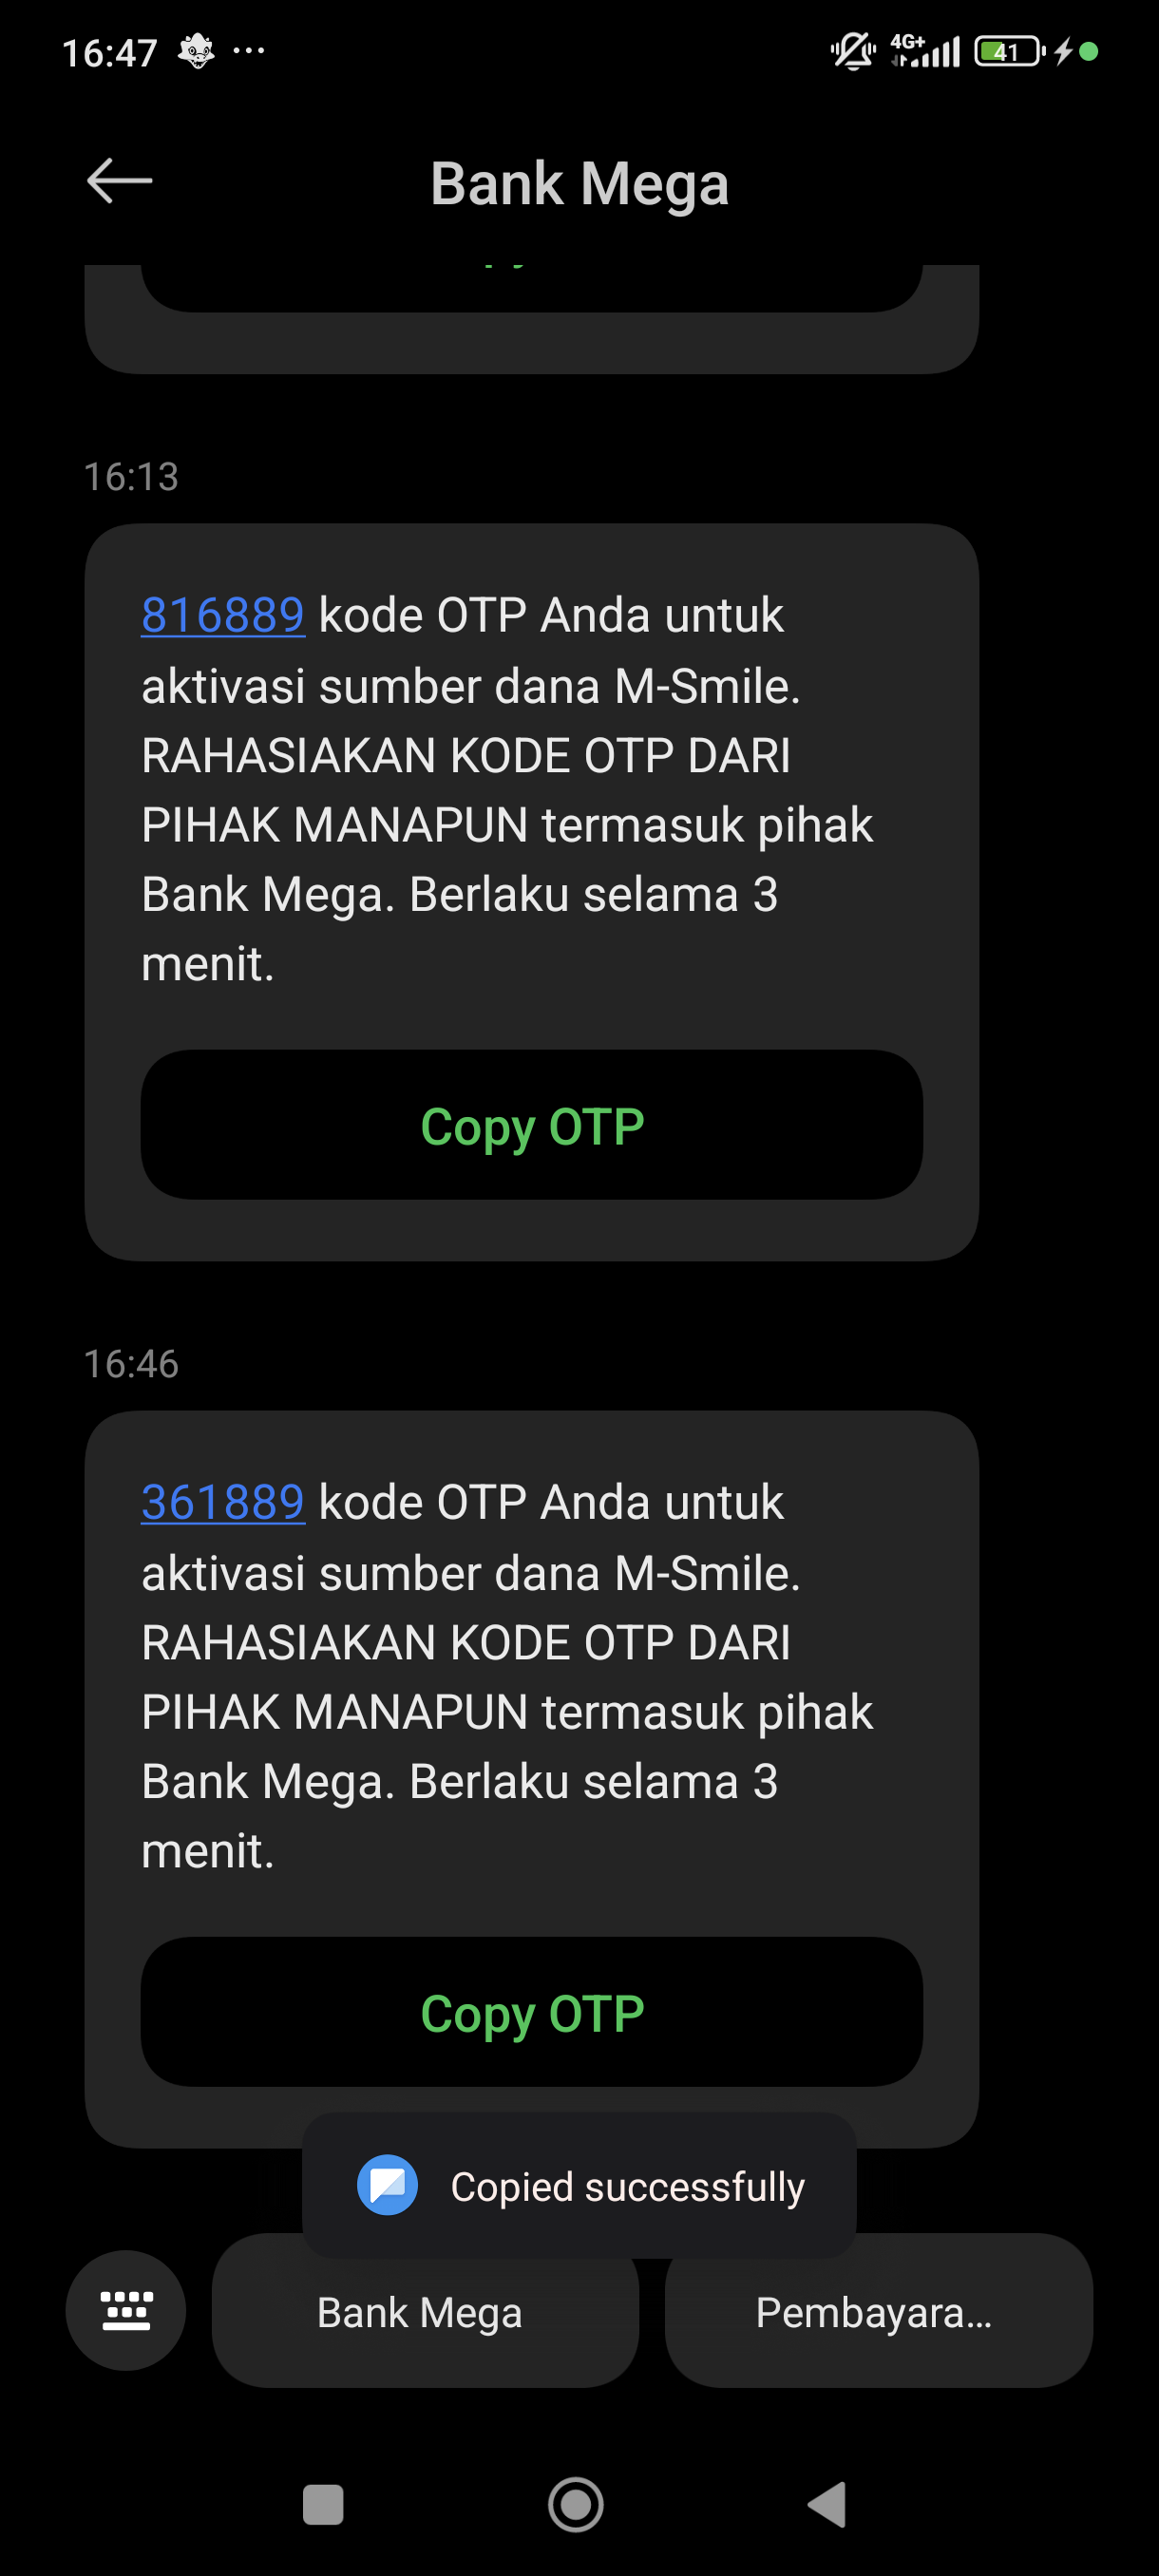 16:47
4G+
41
Bank Mega
16:13
816889 kode OTP Anda untuk
aktivasi sumber dana M-Smile.
RAHASIAKAN KODE OTP DARI
PIHAK MANAPUN termasuk pihak
Bank Mega. Berlaku selama 3
menit.
Copy OTP
16:46
361889 kode OTP Anda untuk
aktivasi sumber dana M-Smile.
RAHASIAKAN KODE OTP DARI
PIHAK MANAPUN termasuk pihak
Bank Mega. Berlaku selama 3
menit.
Copy OTP
Copied successfully
Bank Mega
Pembayara...